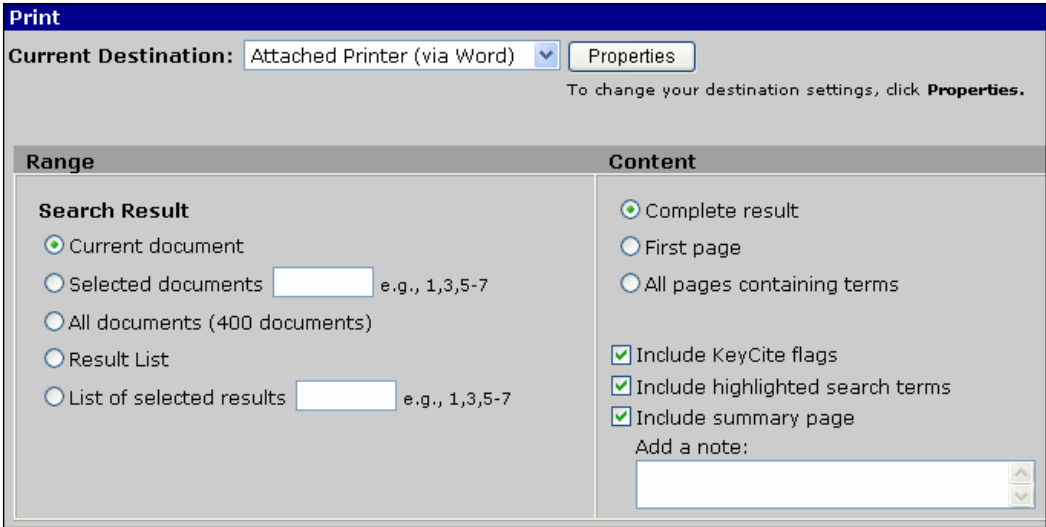 Print
Current Destination: Attached Printer (via Word) Properties
To change your destination settings, click Properties.
Range
Search Result
Current document
Selected documents e.g., 1,3,5-7
All documents (400 documents)
Result List
List of selected results e.g., 1,3,5-7
Content
Complete result
First page
All pages containing terms
Include KeyCite flags
Include highlighted search terms
Include summary page
Add a note: